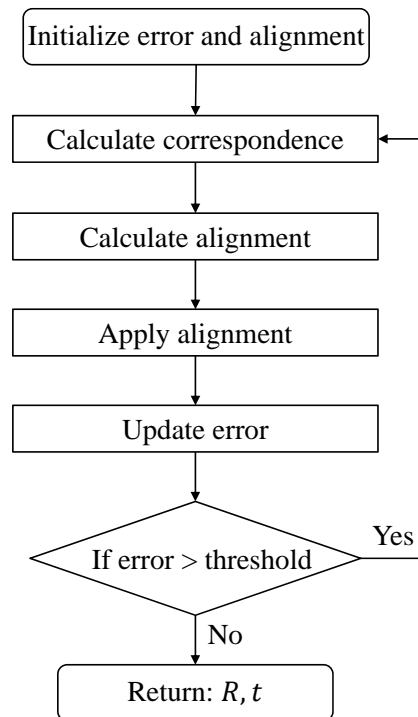 Initialize error and alignment
Calculate correspondence
Calculate alignment
Apply alignment
Update error
If error > threshold
Yes
No
Return: R, t